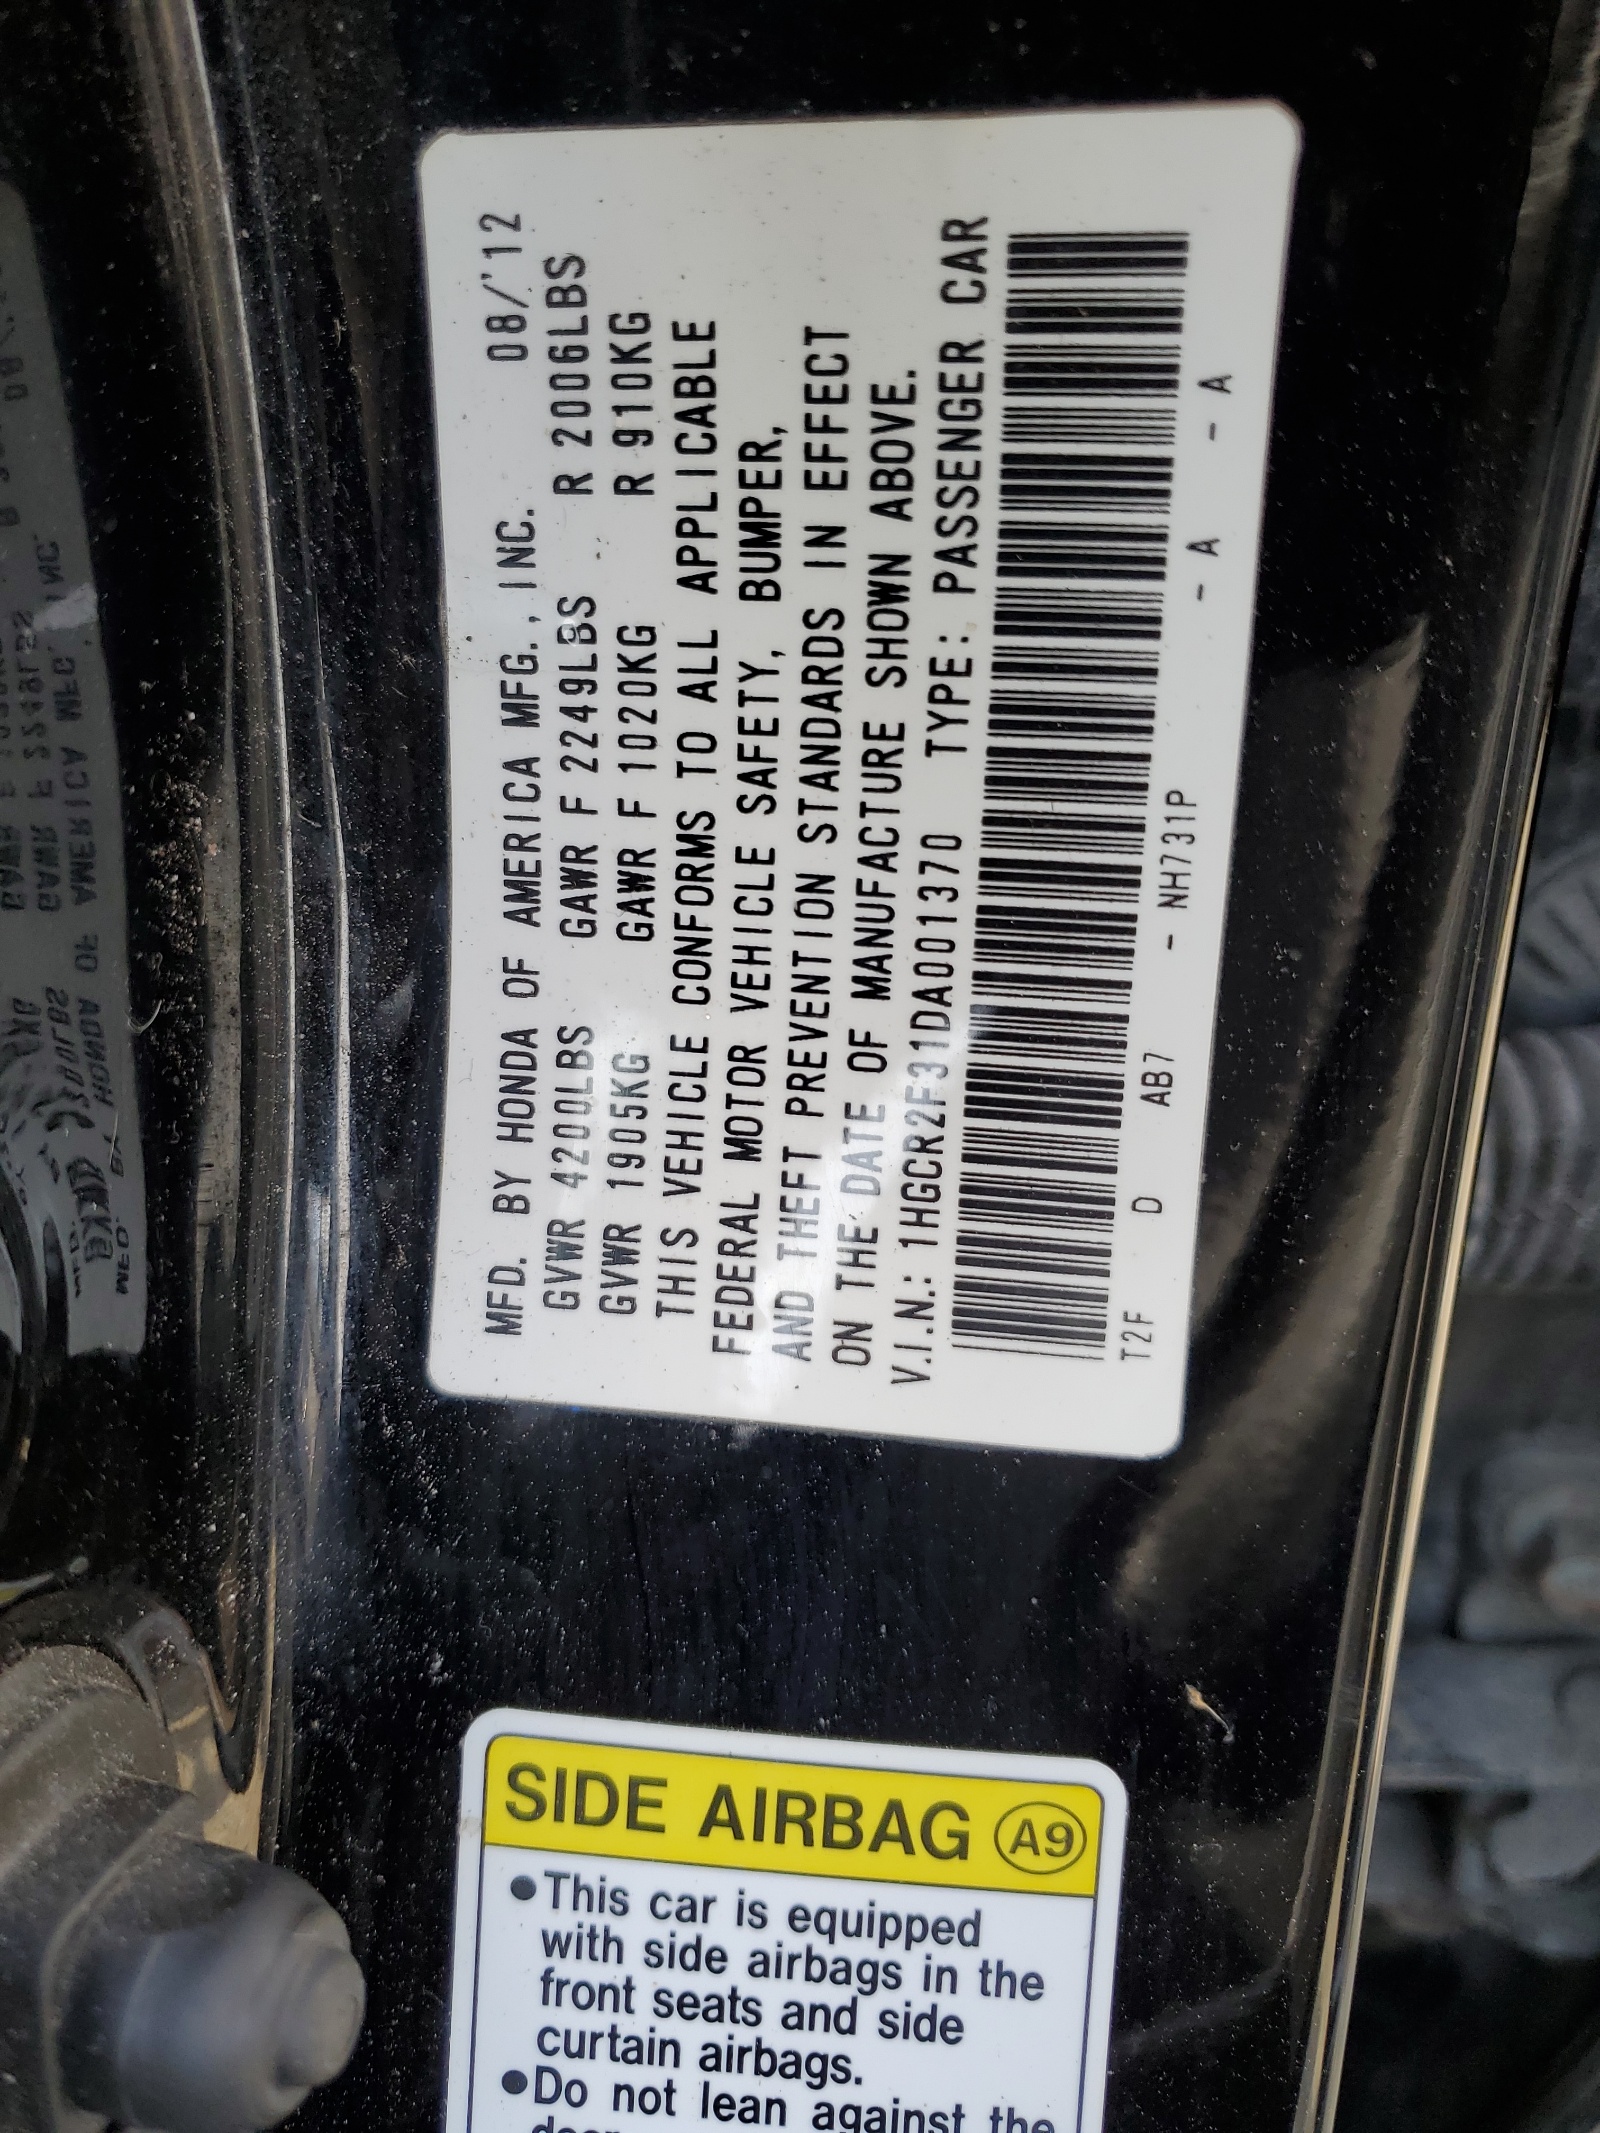 MFD. BY HONDA OF AMERICA MFG., INC. 08/'12
GVWR 4200LBS GAWR F 2249LBS R 2006LBS
GVWR 1905KG GAWR F 1020KG R 910KG
THIS VEHICLE CONFORMS TO ALL APPLICABLE
FEDERAL MOTOR VEHICLE SAFETY, BUMPER,
AND THEFT PREVENTION STANDARDS IN EFFECT
ON THE DATE OF MANUFACTURE SHOWN ABOVE.
V.I.N.: 1HGCR2F31DA001370 TYPE: PASSENGER CAR
T2F D AB7 - NH731P - A - A
SIDE AIRBAG A9
•This car is equipped
with side airbags in the
front seats and side
curtain airbags.
•Do not lean against the